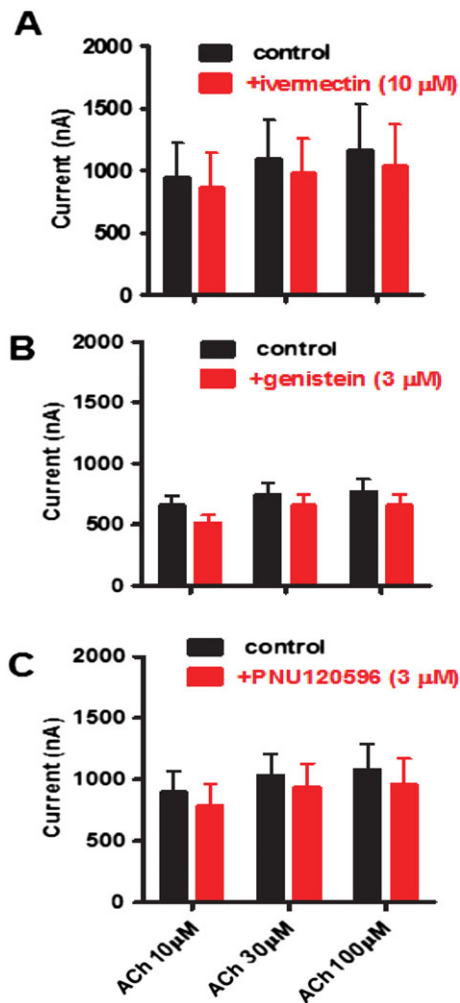 A
2000
1500
1000
500
0
Current (nA)
control
+ivermectin (10 μM)
B
2000
1500
1000
500
0
Current (nA)
control
+genistein (3 μM)
C
2000
1500
1000
500
0
Current (nA)
control
+PNU120596 (3 μM)
ACh 10μM
ACh 30μM
ACh 100μM